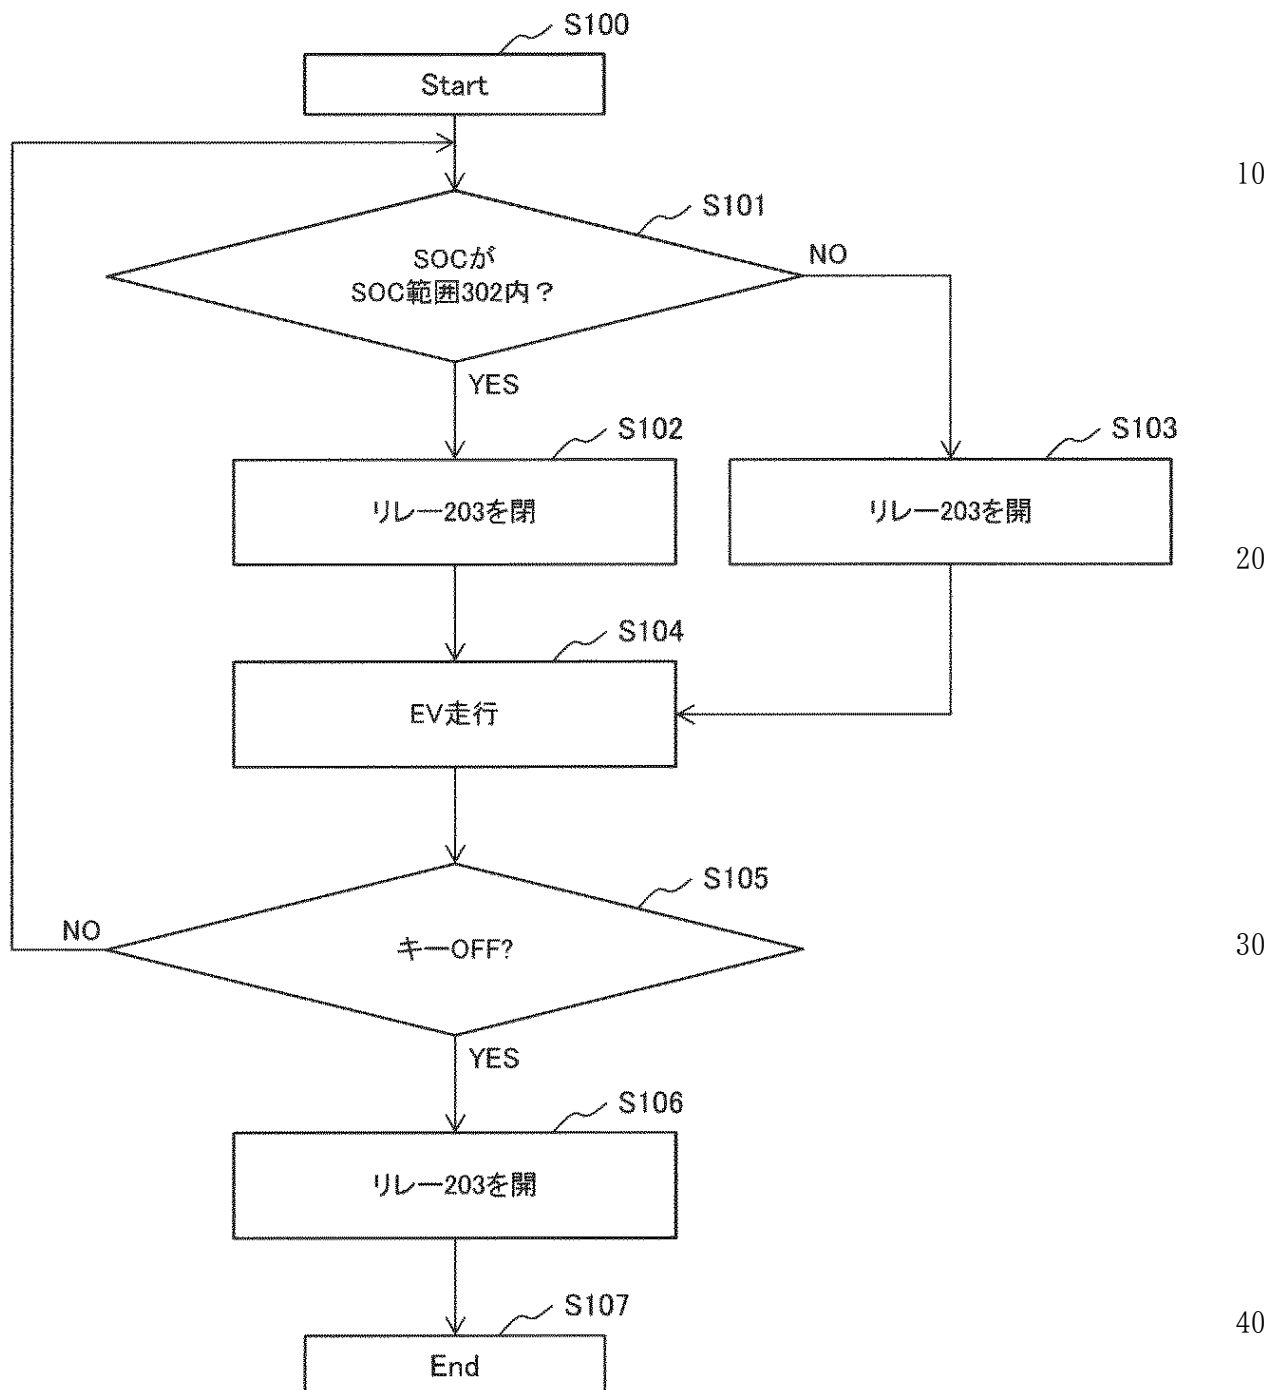 S100
Start
10
S101
SOCが
SOC範囲302内？
NO
YES
S102
リレー203を閉
S103
リレー203を開
20
S104
EV走行
S105
キーOFF?
NO
30
YES
S106
リレー203を開
S107
End
40